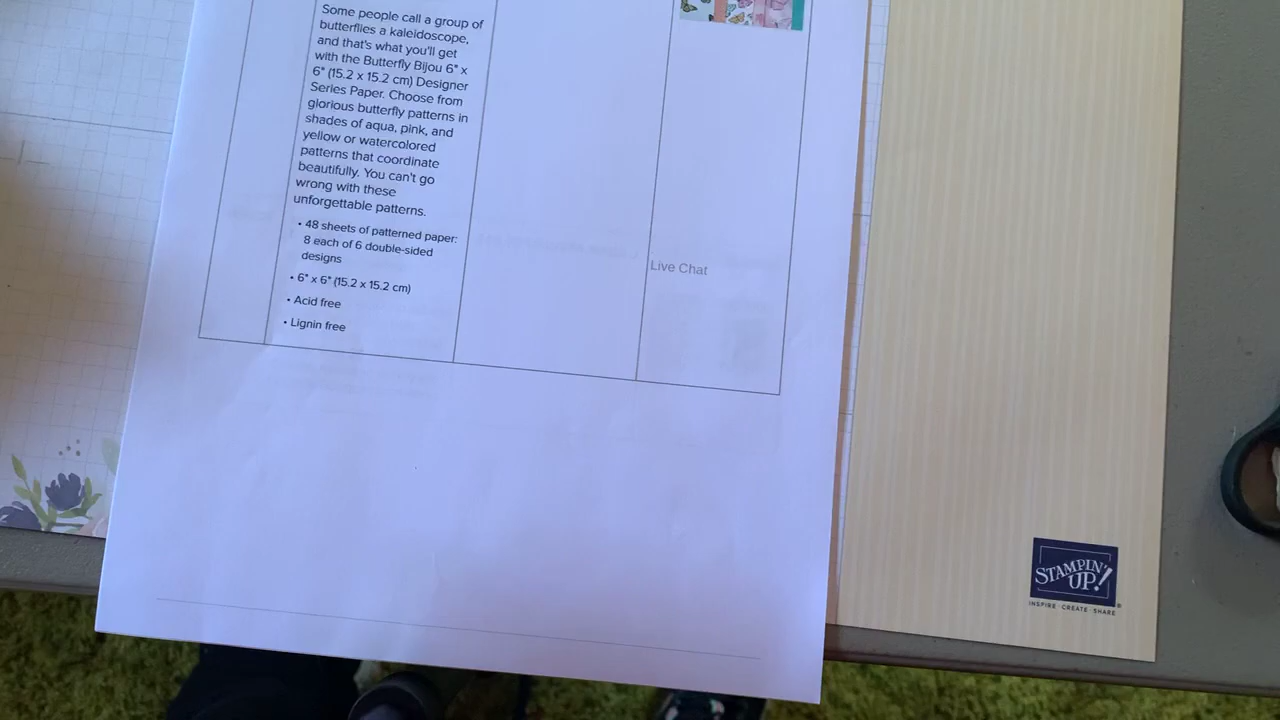 Some people call a group of
butterflies a kaleidoscope,
and that's what you'll get
with the Butterfly Bijou 6" x
6" (15.2 x 15.2 cm) Designer
Series Paper. Choose from
glorious butterfly patterns in
shades of aqua, pink, and
yellow or watercolored
patterns that coordinate
beautifully. You can't go
wrong with these
unforgettable patterns.
• 48 sheets of patterned paper:
8 each of 6 double-sided
designs
• 6" x 6" (15.2 x 15.2 cm)
• Acid free
• Lignin free
Live Chat
STAMPIN'
UP!®
INSPIRE · CREATE · SHARE